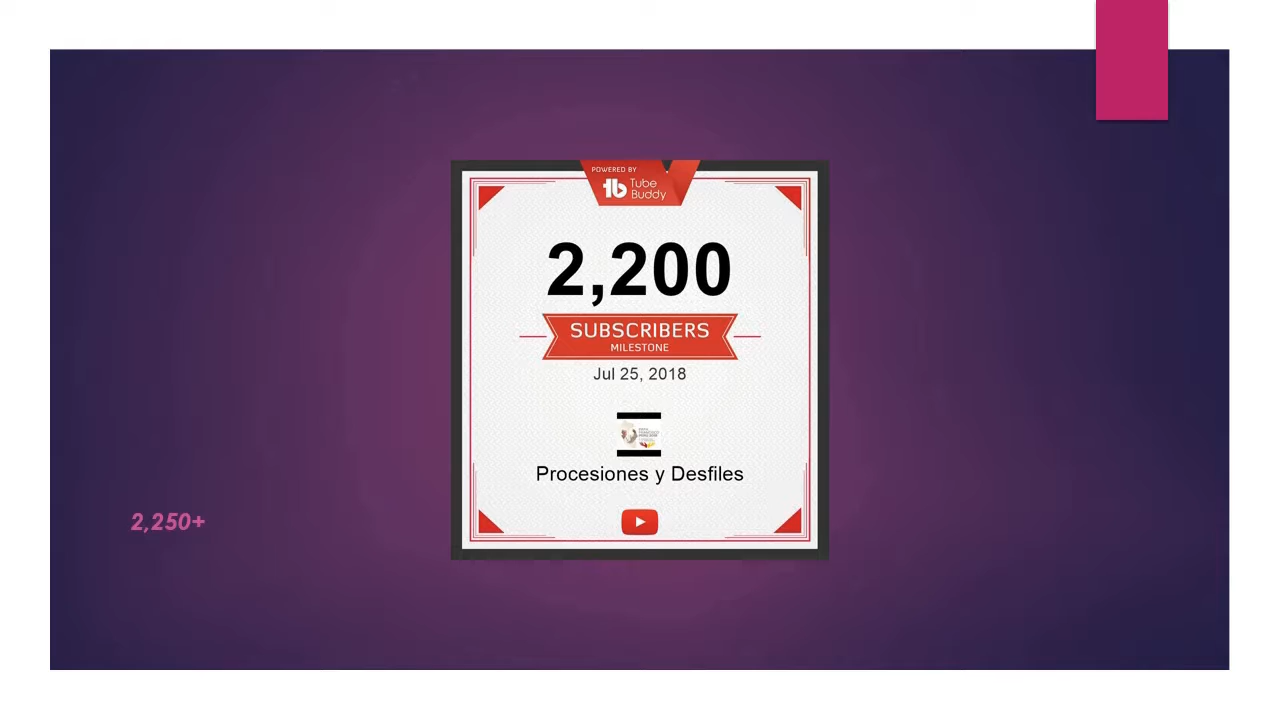 POWERED BY
Tube
Buddy
2,200
SUBSCRIBERS
MILESTONE
Jul 25, 2018
Procesiones y Desfiles
2,250+